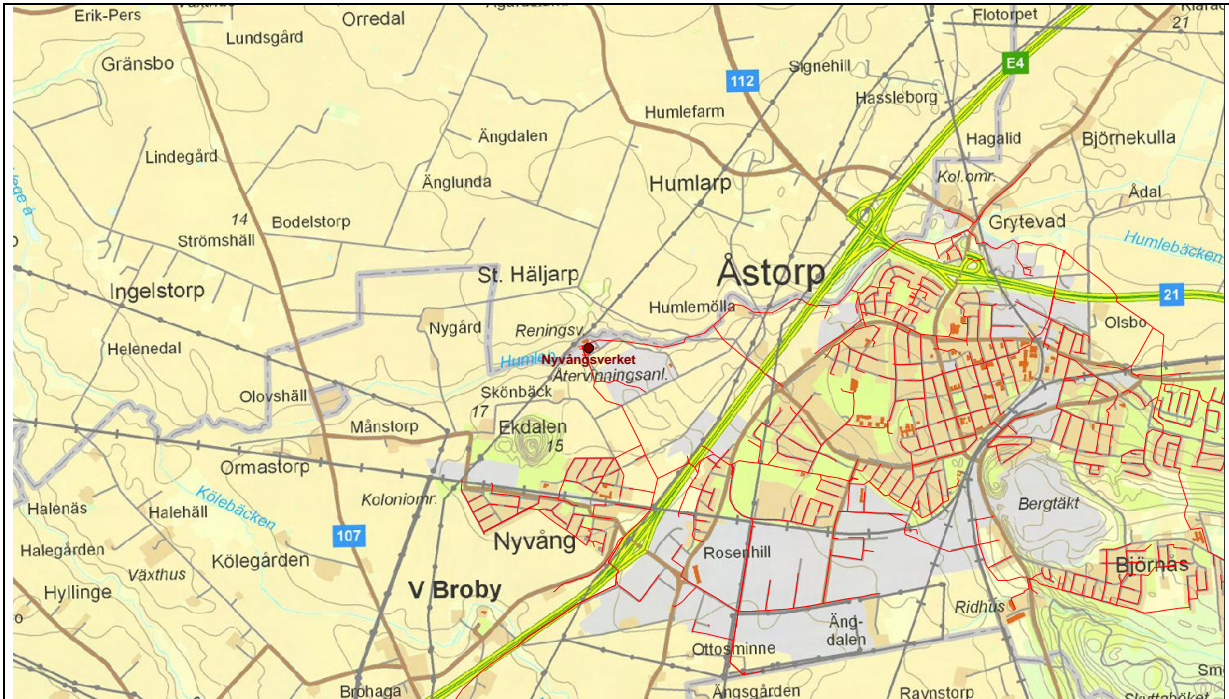 Erik-Pers
Orredal
Flotorpet
21
Lundsgård
Gränsbo
E4
Signehill
112
Hassleborg
Humlefarm
Ängdalen
Hagalid
Björnekulla
Lindegård
Kol.omr.
Änglunda
Humlarp
Ådal
14
Bodelstorp
Grytevad
Strömshäll
Humlebäcken
St. Häljarp
Åstorp
Ingelstorp
21
Humlemölla
Nygård
Reningsv.
Olsbo
Helenedal
Nyvångsverket
Återvinningsanl.
Skönbäck
Olovshäll
17
Månstorp
Ekdalen
15
Ormastorp
Kölebäcken
Koloniomr.
Bergtäkt
Halenäs
Halehäll
107
Nyvång
Rosenhill
Halegården
Kölegården
Björnås
Växthus
V Broby
Hyllinge
Ridhus
Äng-
dalen
Ottosminne
Brohaga
Ängsgården
Ravnstorp